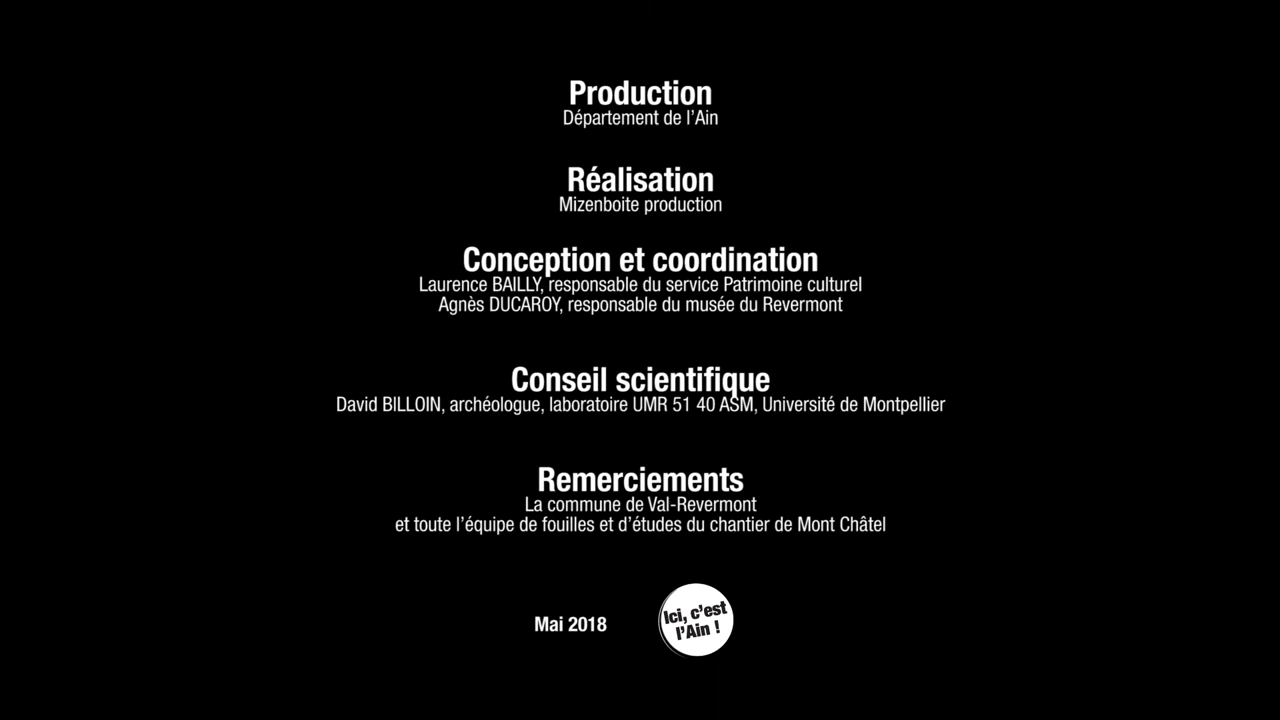 Production
Département de l’Ain
Réalisation
Mizenboite production
Conception et coordination
Laurence BAILLY, responsable du service Patrimoine culturel
Agnès DUCAROY, responsable du musée du Revermont
Conseil scientifique
David BILLOIN, archéologue, laboratoire UMR 51 40 ASM, Université de Montpellier
Remerciements
La commune de Val-Revermont
et toute l’équipe de fouilles et d’études du chantier de Mont Châtel
Mai 2018
Ici, c’est
l’Ain !